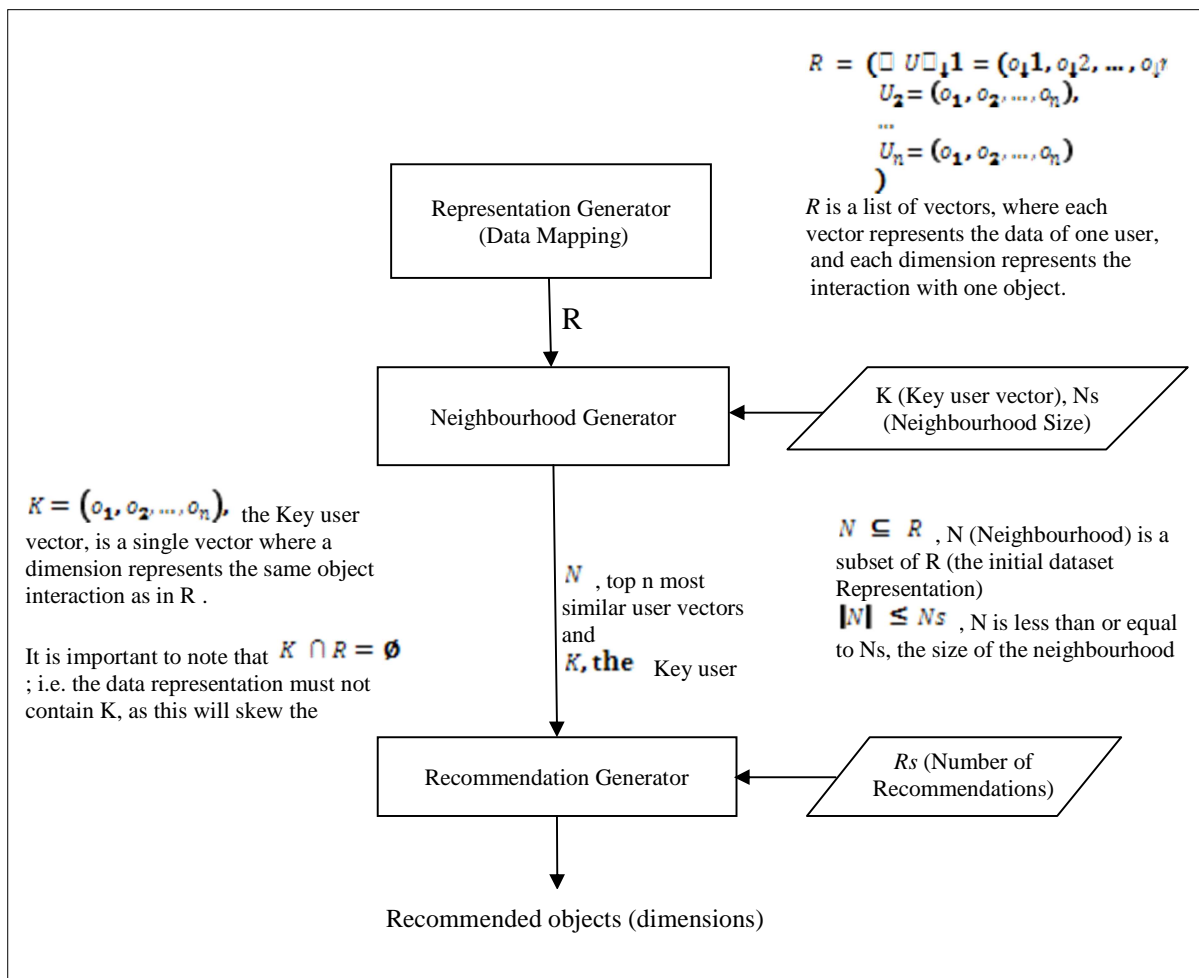 R = (□ U□↓1 = (o↓1, o↓2, ..., o↓
U₂ = (o₁, o₂, ..., oₙ),
...
Uₙ = (o₁, o₂, ..., oₙ)
)
R is a list of vectors, where each
vector represents the data of one user,
and each dimension represents the
interaction with one object.
Representation Generator
(Data Mapping)
R
Neighbourhood Generator
K (Key user vector), Ns
(Neighbourhood Size)
K = (o₁, o₂, ..., oₙ), the Key user
vector, is a single vector where a
dimension represents the same object
interaction as in R .
It is important to note that K ∩ R = ∅
; i.e. the data representation must not
contain K, as this will skew the
N , top n most
similar user vectors
and
K, the Key user
N ⊆ R , N (Neighbourhood) is a
subset of R (the initial dataset
Representation)
|N| ≤ Ns , N is less than or equal
to Ns, the size of the neighbourhood
Recommendation Generator
Rs (Number of
Recommendations)
Recommended objects (dimensions)